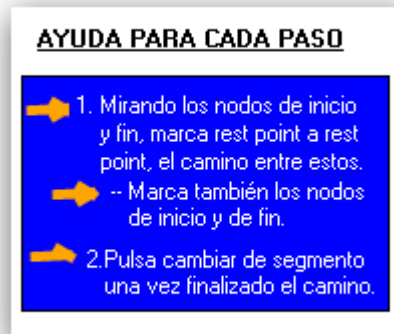 AYUDA PARA CADA PASO
1. Mirando los nodos de inicio
y fin, marca rest point a rest
point, el camino entre estos.
-- Marca también los nodos
de inicio y de fin.
2.Pulsa cambiar de segmento
una vez finalizado el camino.